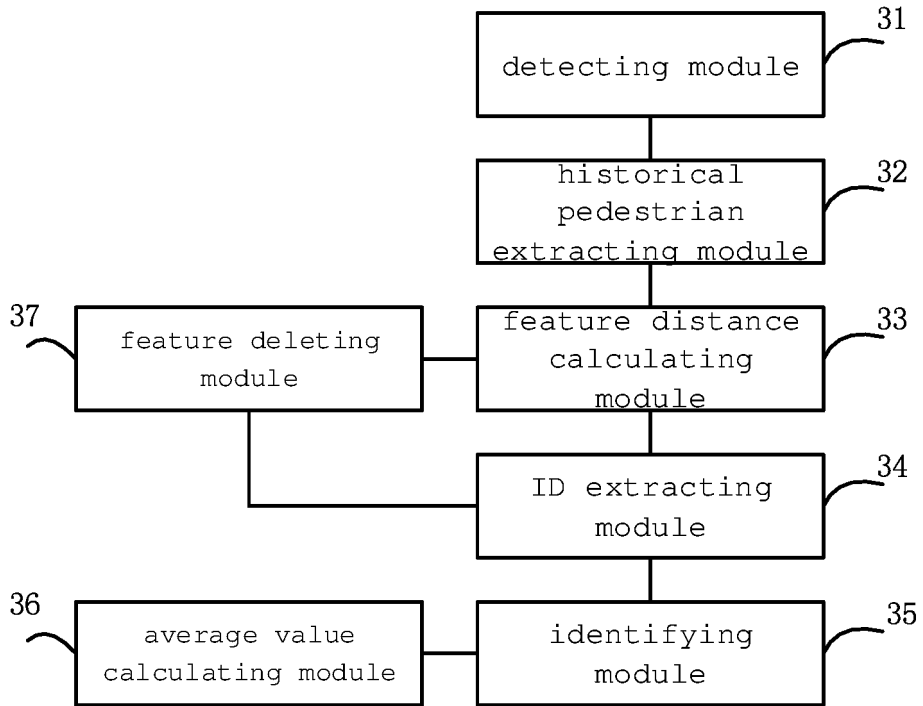 31
detecting module
32
historical
pedestrian
extracting module
37
feature deleting
module
feature distance
calculating
module
33
34
ID extracting
module
36
average value
calculating module
identifying
module
35